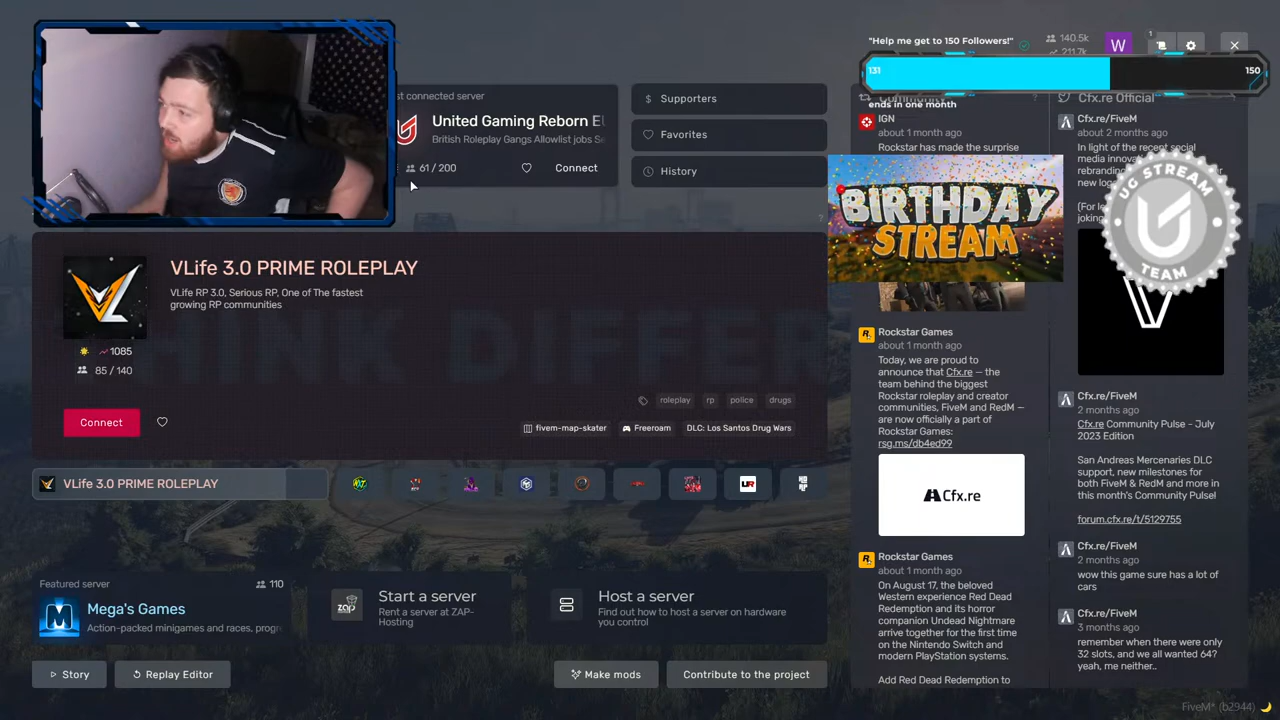 "Help me get to 150 Followers!"
140.5k
211.7k
W
1
131
150
ends in one month
connected server
United Gaming Reborn EU
British Roleplay Gangs Allowlist jobs
61 / 200
Connect
Supporters
Favorites
History
?
VLife 3.0 PRIME ROLEPLAY
VLife RP 3.0, Serious RP, One of The fastest
growing RP communities
1085
85 / 140
Connect
roleplay
rp
police
drugs
fivem-map-skater
Freeroam
DLC: Los Santos Drug Wars
VLife 3.0 PRIME ROLEPLAY
Featured server
110
Mega's Games
Action-packed minigames and races, progr
Start a server
Rent a server at ZAP-
Hosting
Host a server
Find out how to host a server on hardware
you control
Story
Replay Editor
Make mods
Contribute to the project
Community
IGN
about 1 month ago
Rockstar has made the surprise
BIRTHDAY
STREAM
Rockstar Games
about 1 month ago
Today, we are proud to
announce that Cfx.re — the
team behind the biggest
Rockstar roleplay and creator
communities, FiveM and RedM —
are now officially a part of
Rockstar Games:
rsg.ms/db4ed99
Cfx.re
Rockstar Games
about 1 month ago
On August 17, the beloved
Western experience Red Dead
Redemption and its horror
companion Undead Nightmare
arrive together for the first time
on the Nintendo Switch and
modern PlayStation systems.
Add Red Dead Redemption to
Cfx.re Official
Cfx.re/FiveM
about 2 months ago
In light of the recent social
media innova
rebrandin
new log
(For le
joking
UG STREAM
TEAM
Cfx.re/FiveM
2 months ago
Cfx.re Community Pulse - July
2023 Edition
San Andreas Mercenaries DLC
support, new milestones for
both FiveM & RedM and more in
this month's Community Pulse!
forum.cfx.re/t/5129755
Cfx.re/FiveM
2 months ago
wow this game sure has a lot of
cars
Cfx.re/FiveM
3 months ago
remember when there were only
32 slots, and we all wanted 64?
yeah, me neither..
FiveM* (b2944)